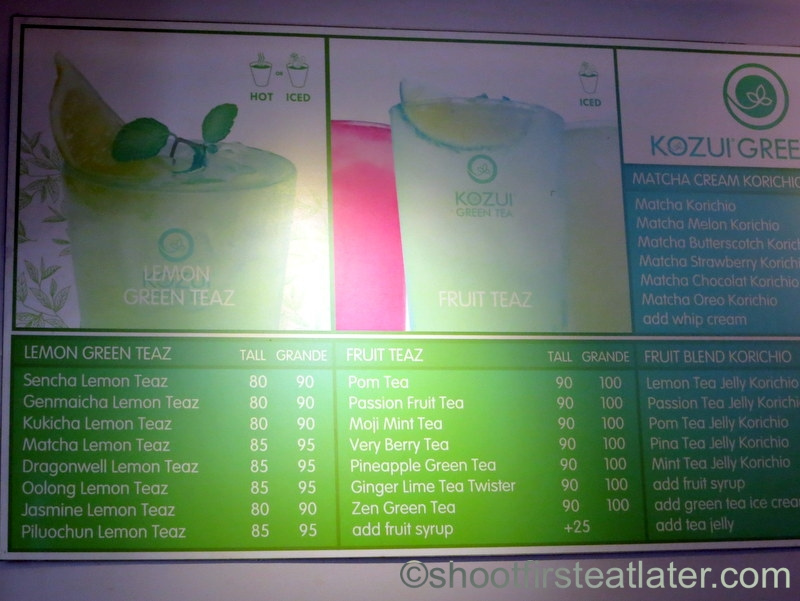 HOT or ICED
LEMON
GREEN TEAZ
ICED
KOZUI
GREEN TEA
FRUIT TEAZ
KOZUI GREE
MATCHA CREAM KORICHIO
Matcha Korichio
Matcha Melon Korichio
Matcha Butterscotch Korich
Matcha Strawberry Korichi
Matcha Chocolat Korichio
Matcha Oreo Korichio
add whip cream
LEMON GREEN TEAZ TALL GRANDE
Sencha Lemon Teaz 80 90
Genmaicha Lemon Teaz 80 90
Kukicha Lemon Teaz 80 90
Matcha Lemon Teaz 85 95
Dragonwell Lemon Teaz 85 95
Oolong Lemon Teaz 85 95
Jasmine Lemon Teaz 80 90
Piluochun Lemon Teaz 85 95
FRUIT TEAZ TALL GRANDE
Pom Tea 90 100
Passion Fruit Tea 90 100
Moji Mint Tea 90 100
Very Berry Tea 90 100
Pineapple Green Tea 90 100
Ginger Lime Tea Twister 90 100
Zen Green Tea 90 100
add fruit syrup +25
FRUIT BLEND KORICHIO
Lemon Tea Jelly Korichio
Passion Tea Jelly Korichio
Pom Tea Jelly Korichio
Pina Tea Jelly Korichio
Mint Tea Jelly Korichio
add fruit syrup
add green tea ice crea
add tea jelly
©shootfirsteatlater.com